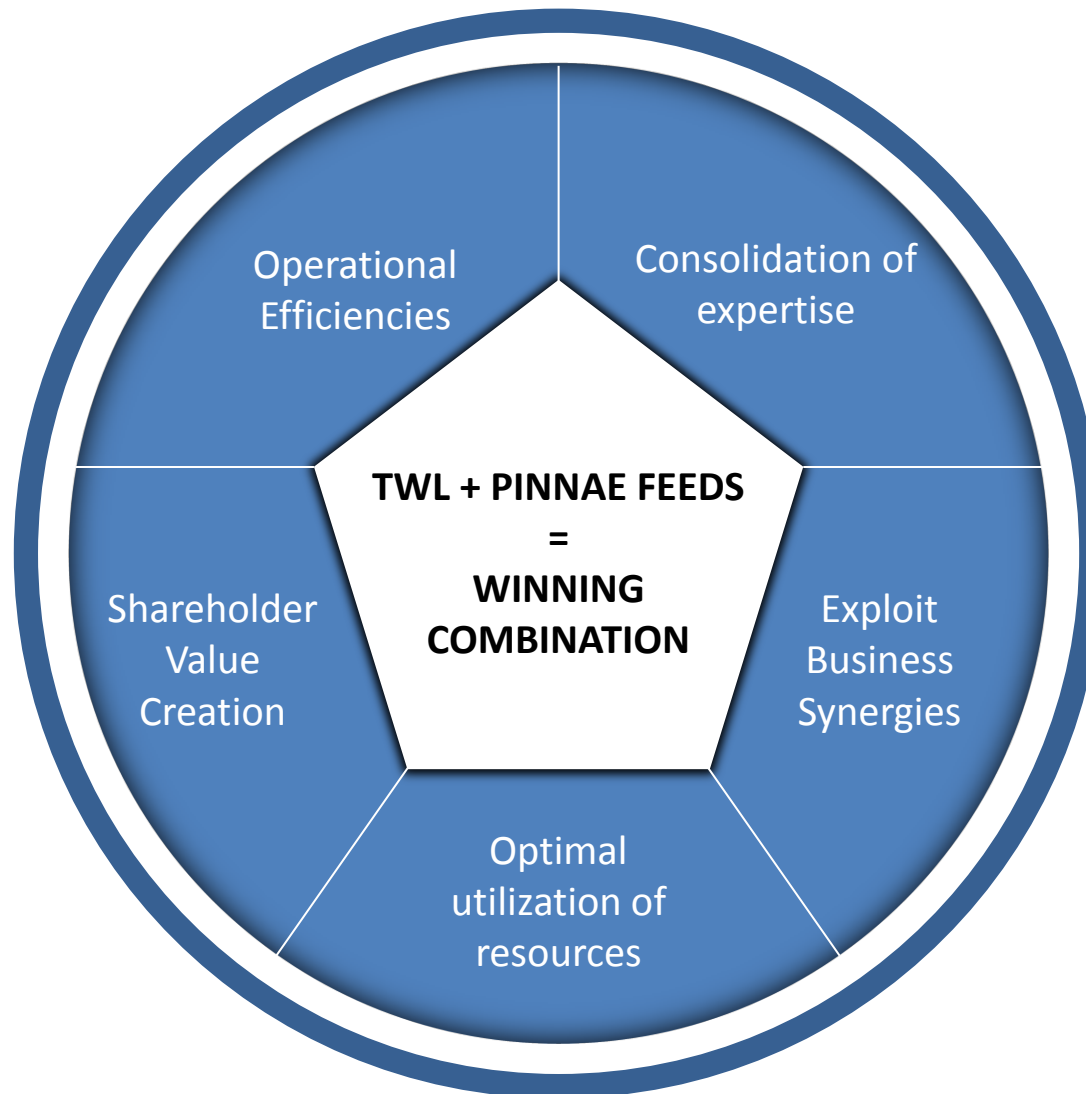 Operational
Efficiencies
Consolidation of
expertise
TWL + PINNAE FEEDS
=
WINNING
COMBINATION
Shareholder
Value
Creation
Exploit
Business
Synergies
Optimal
utilization of
resources